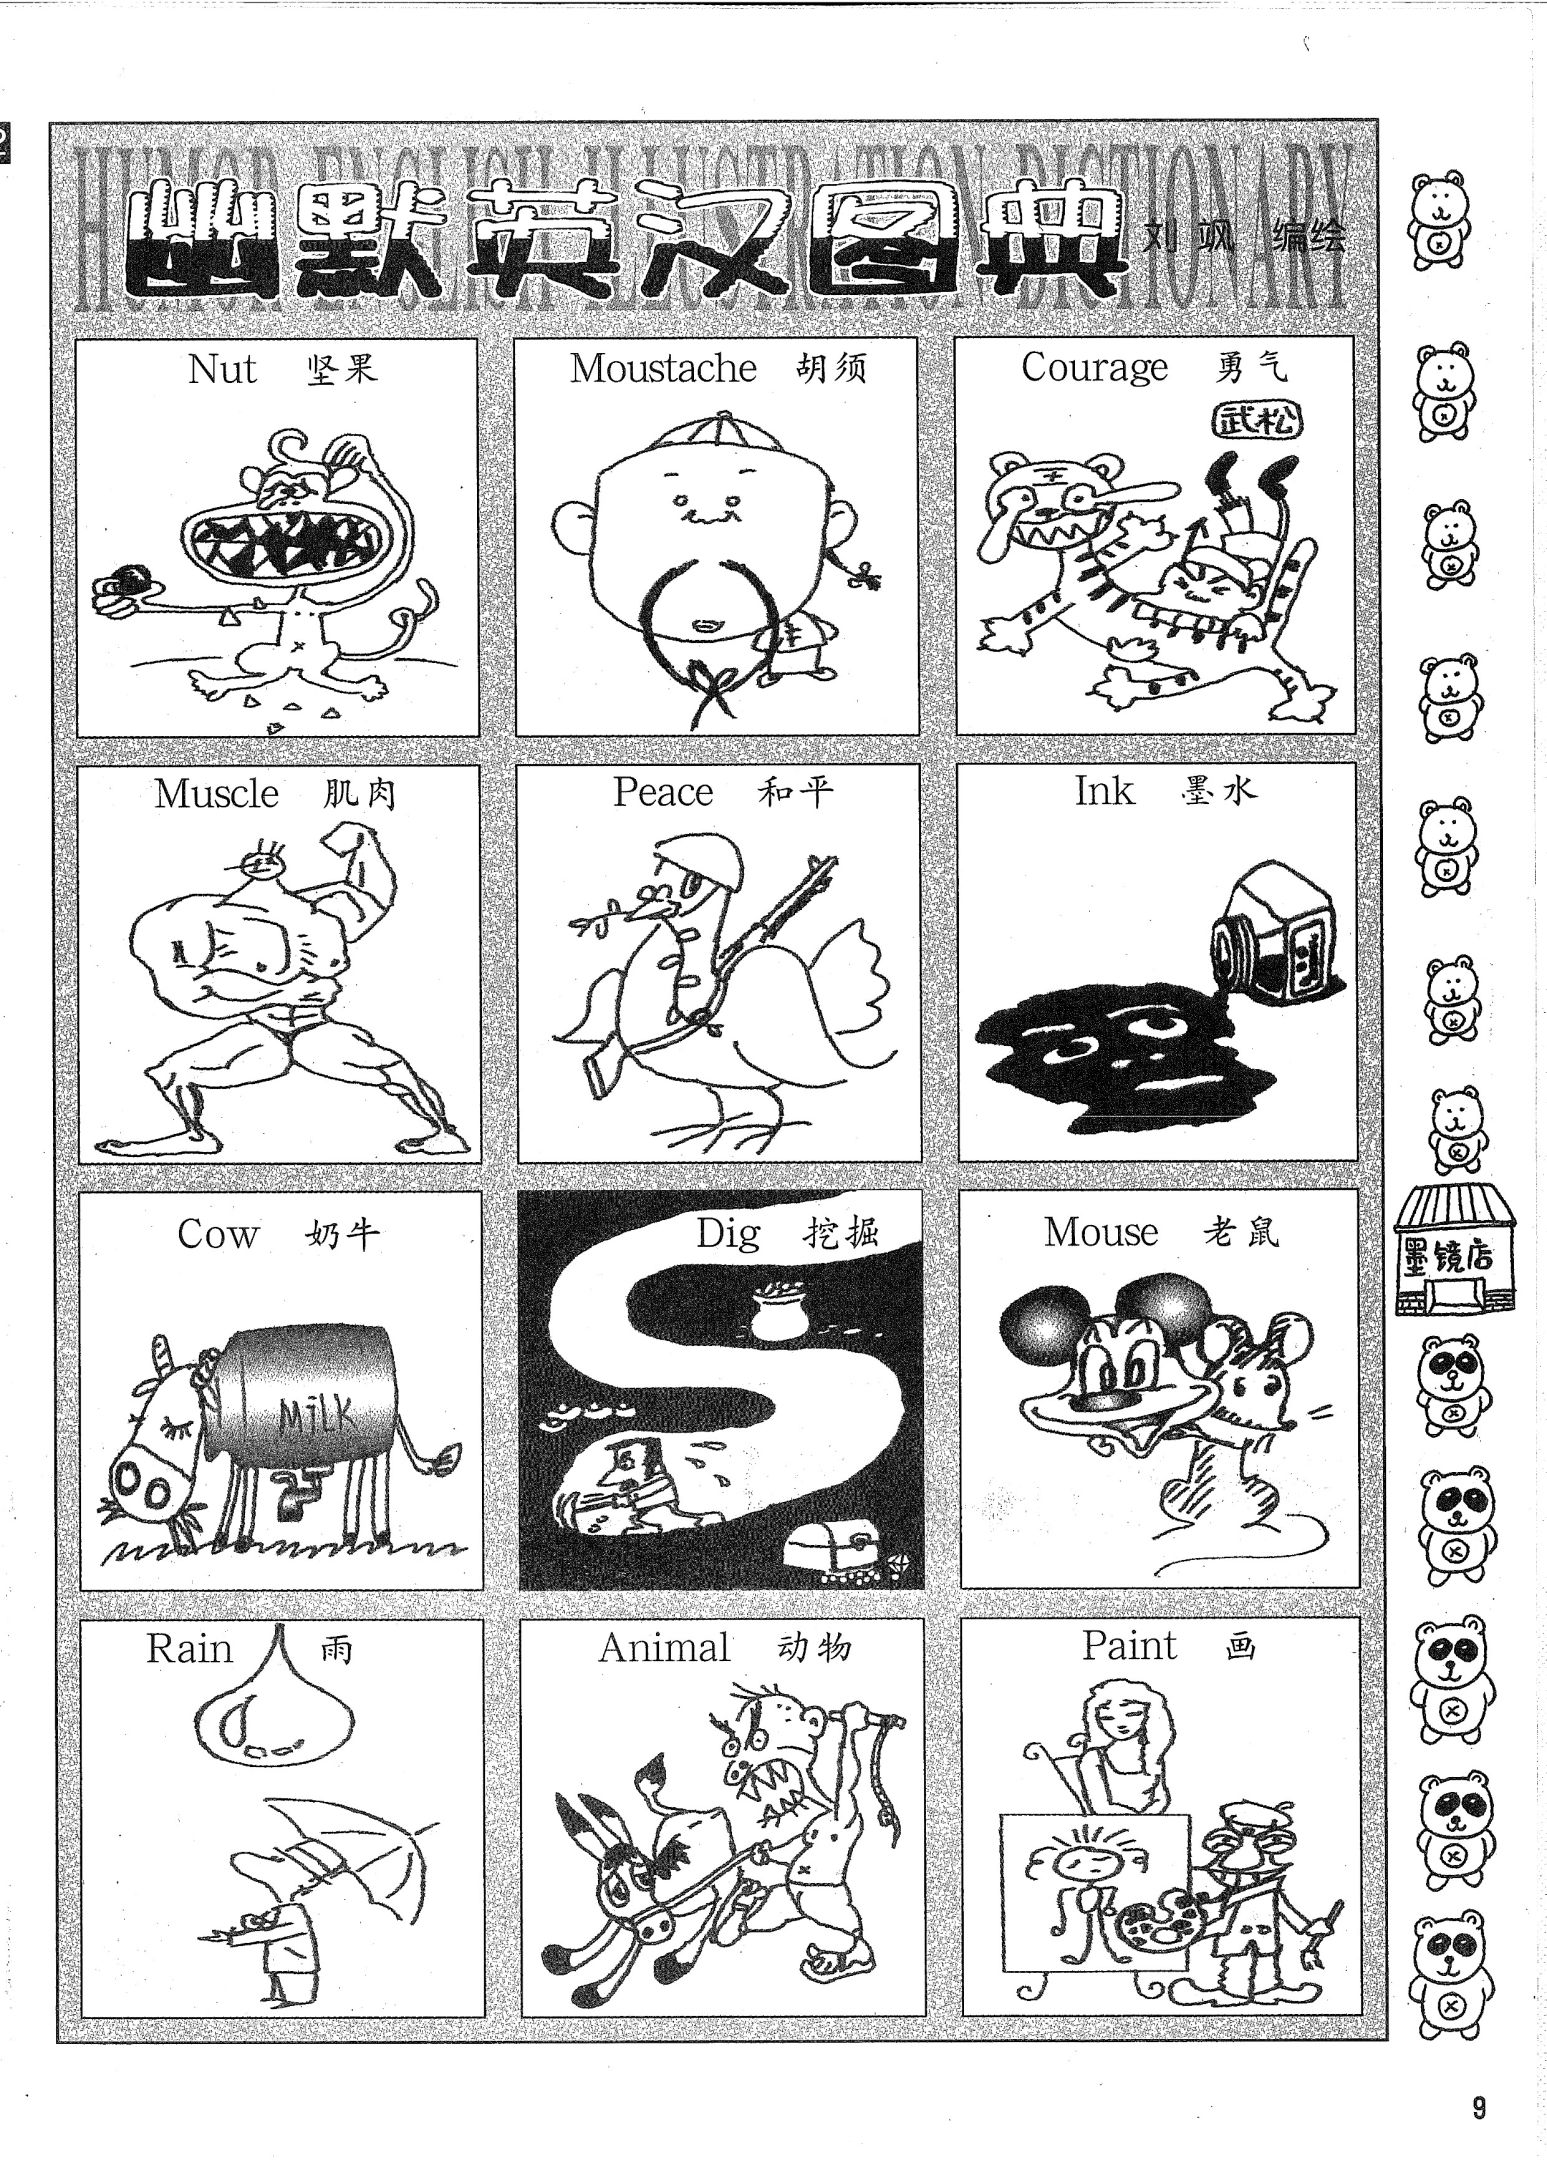 HUMOR ENGLISH ILLUSTRATION DICTIONARY
幽默英汉图典
刘飒 编绘
Nut 坚果
Moustache 胡须
Courage 勇气
武松
Muscle 肌肉
Peace 和平
Ink 墨水
Cow 奶牛
MiLK
Dig 挖掘
Mouse 老鼠
Rain 雨
Animal 动物
Paint 画
墨镜店
9